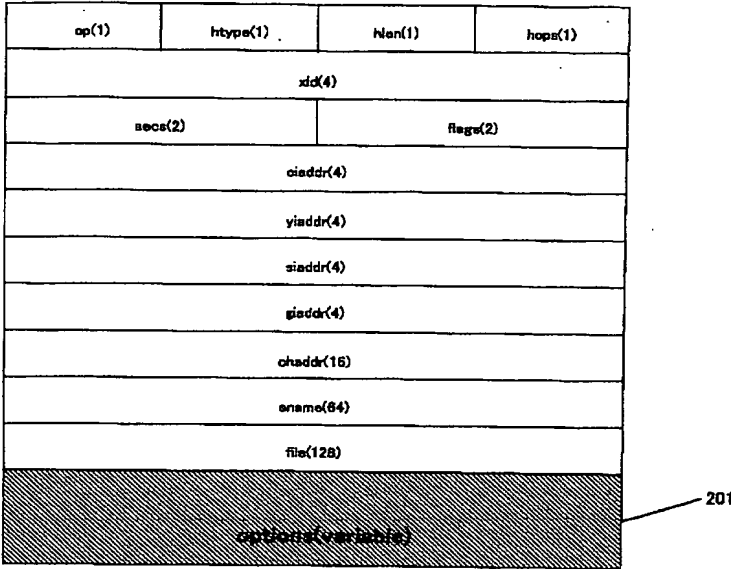 op(1) htype(1) hlen(1) hops(1)
xid(4)
secs(2) flags(2)
ciaddr(4)
yiaddr(4)
siaddr(4)
giaddr(4)
chaddr(16)
sname(64)
file(128)
options(variable)
201